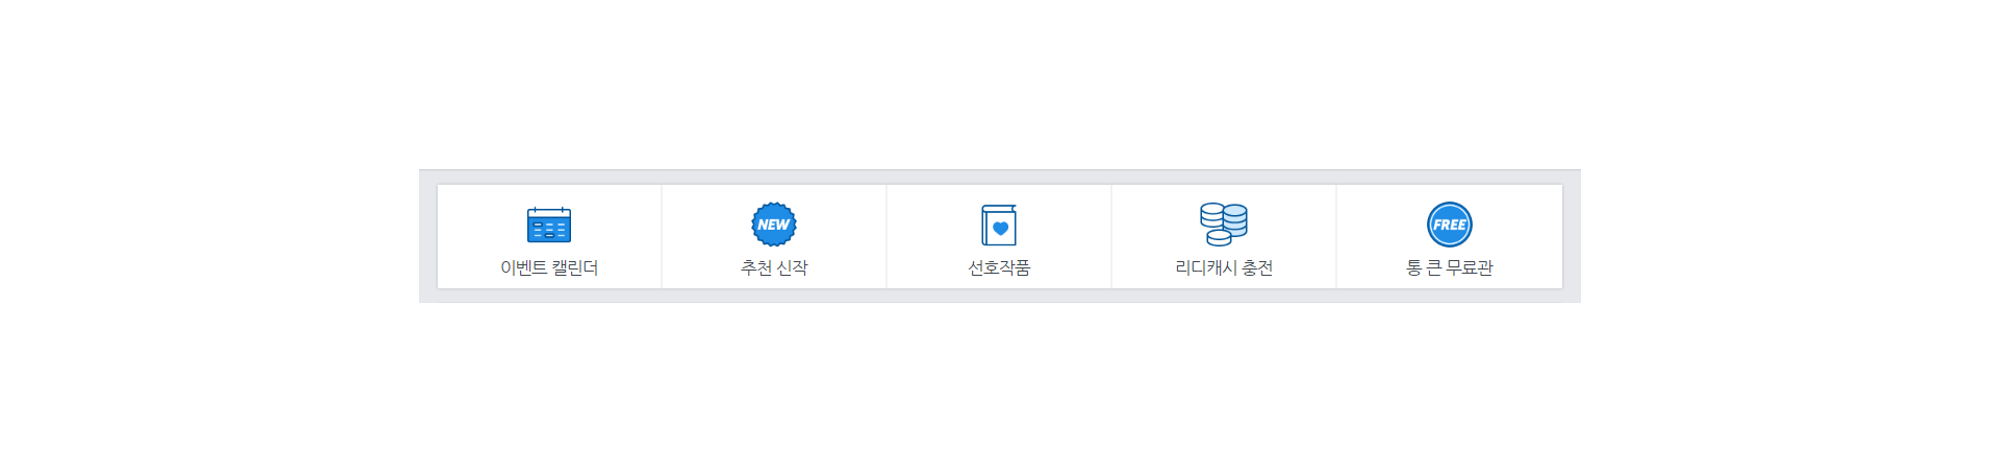 NEW
FREE
이벤트 캘린더
추천 신작
선호작품
리디캐시 충전
통 큰 무료관